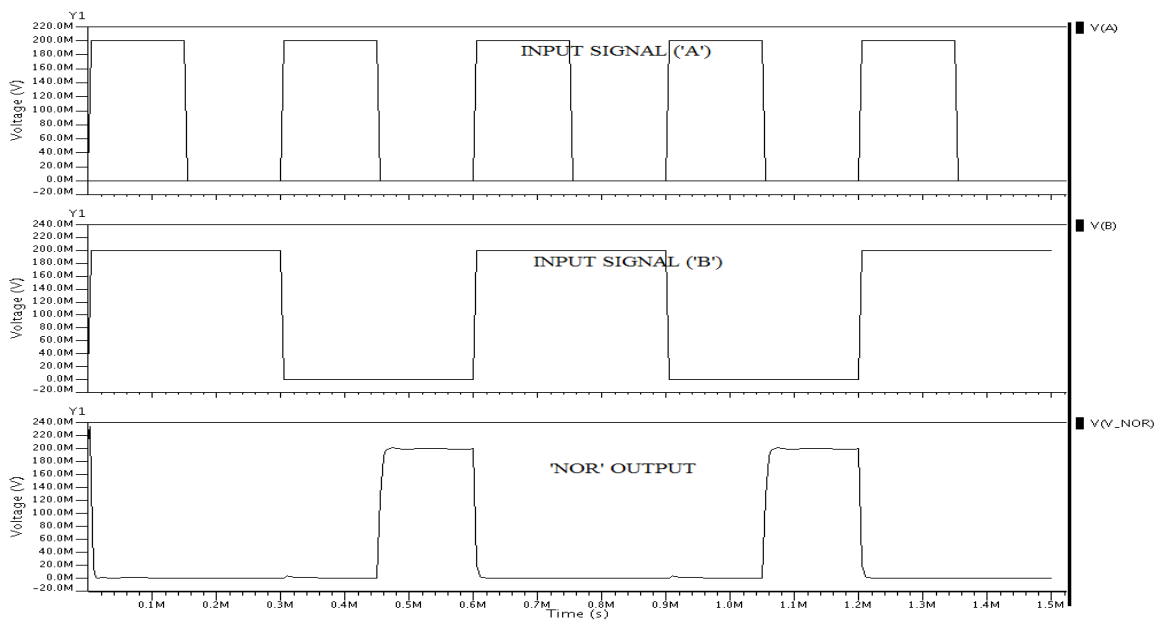 Y1
220.0M
200.0M
180.0M
160.0M
140.0M
120.0M
100.0M
80.0M
60.0M
40.0M
20.0M
0.0M
-20.0M
Voltage (V)
INPUT SIGNAL ('A')
V(A)
Y1
240.0M
220.0M
200.0M
180.0M
160.0M
140.0M
120.0M
100.0M
80.0M
60.0M
40.0M
20.0M
0.0M
-20.0M
Voltage (V)
INPUT SIGNAL ('B')
V(B)
Y1
240.0M
220.0M
200.0M
180.0M
160.0M
140.0M
120.0M
100.0M
80.0M
60.0M
40.0M
20.0M
0.0M
-20.0M
Voltage (V)
'NOR' OUTPUT
V(V_NOR)
0.1M 0.2M 0.3M 0.4M 0.5M 0.6M 0.7M 0.8M 0.9M 1.0M 1.1M 1.2M 1.3M 1.4M 1.5M
Time (s)